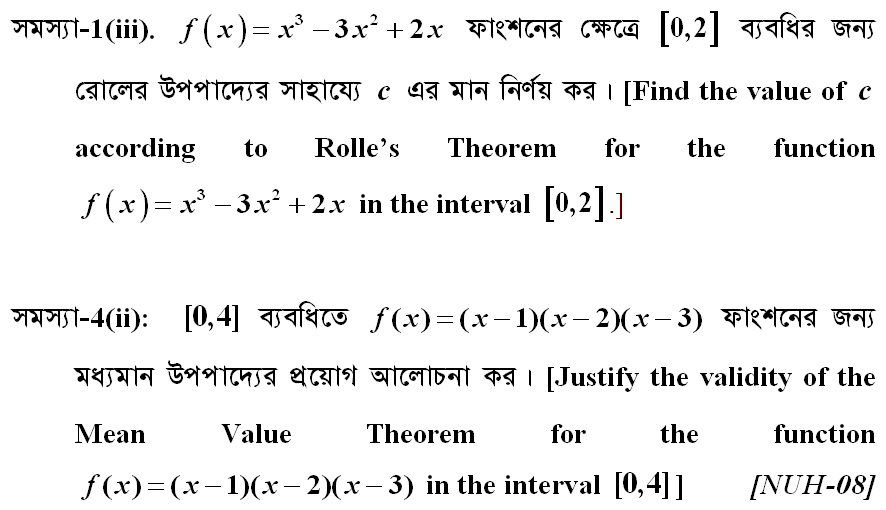 সমস্যা-1(iii). f(x) = x³ − 3x² + 2x ফাংশনের ক্ষেত্রে [0,2] ব্যবধির জন্য
রোলের উপপাদ্যের সাহায্যে c এর মান নির্ণয় কর। [Find the value of c
according to Rolle’s Theorem for the function
f(x) = x³ − 3x² + 2x in the interval [0,2].]
সমস্যা-4(ii): [0,4] ব্যবধিতে f(x) = (x−1)(x−2)(x−3) ফাংশনের জন্য
মধ্যমান উপপাদ্যের প্রয়োগ আলোচনা কর। [Justify the validity of the
Mean Value Theorem for the function
f(x) = (x−1)(x−2)(x−3) in the interval [0,4]] [NUH-08]